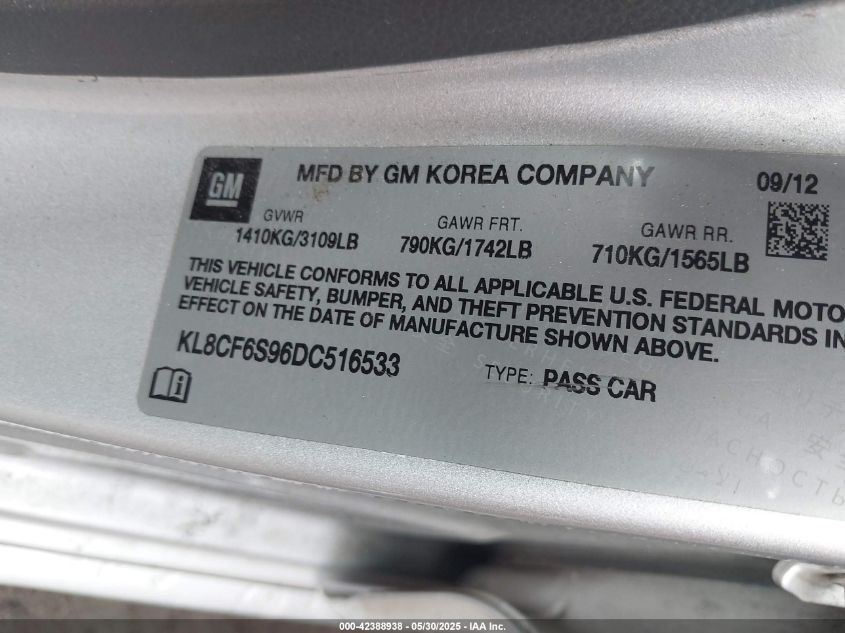 GM
MFD BY GM KOREA COMPANY
09/12
GVWR
1410KG/3109LB
GAWR FRT.
790KG/1742LB
GAWR RR.
710KG/1565LB
THIS VEHICLE CONFORMS TO ALL APPLICABLE U.S. FEDERAL MOTO
VEHICLE SAFETY, BUMPER, AND THEFT PREVENTION STANDARDS IN
EFFECT ON THE DATE OF MANUFACTURE SHOWN ABOVE.
KL8CF6S96DC516533
TYPE: PASS CAR
000-42388938 - 05/30/2025 - IAA Inc.